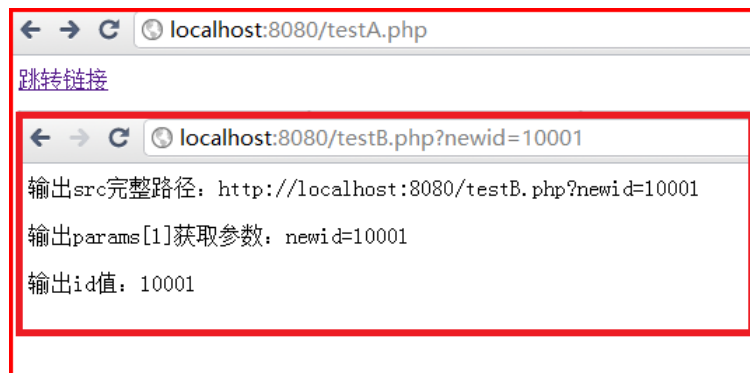 localhost:8080/testA.php
跳转链接
localhost:8080/testB.php?newid=10001
输出src完整路径：http://localhost:8080/testB.php?newid=10001
输出params[1]获取参数：newid=10001
输出id值：10001